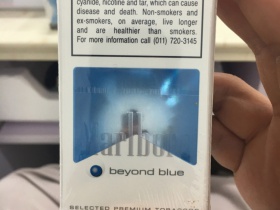 cyanide, nicotine and tar, which can cause
disease and death. Non-smokers and
ex-smokers, on average, live longer
and are healthier than smokers.
For more information call (011) 720-3145
beyond blue
SELECTED PREMIUM TOBACCOS